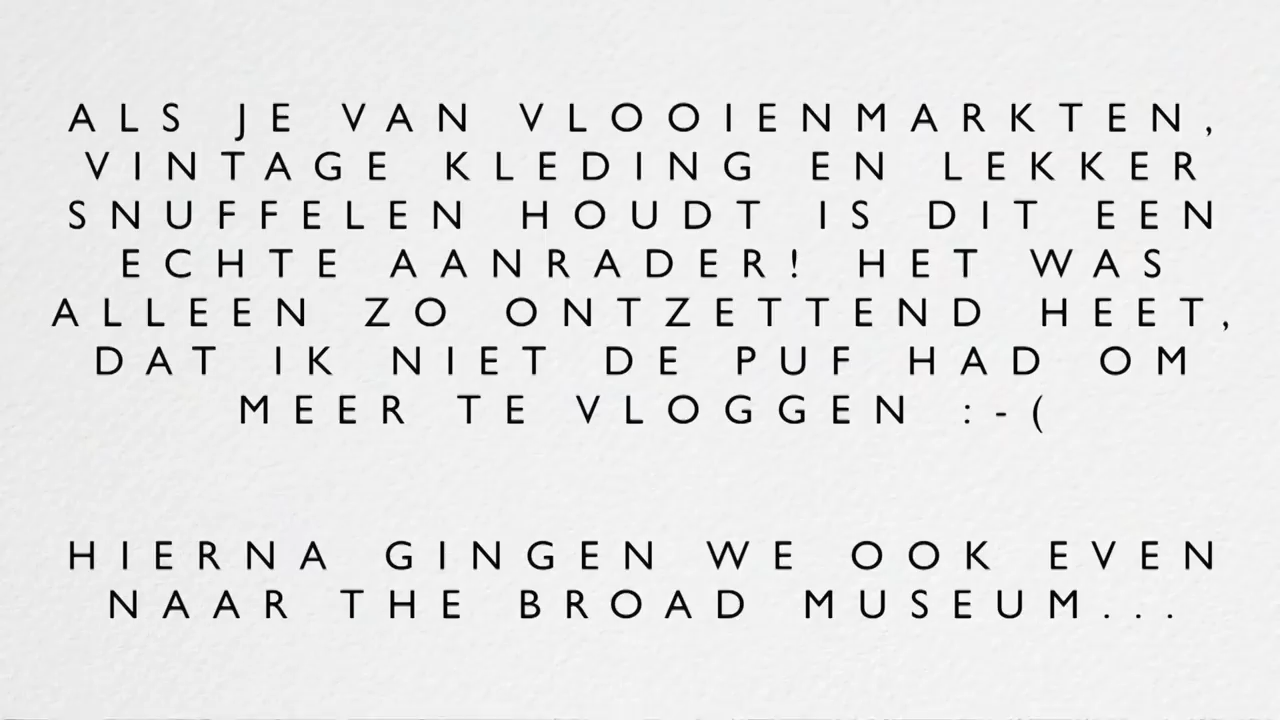 ALS JE VAN VLOOIENMARKTEN,
VINTAGE KLEDING EN LEKKER
SNUFFELEN HOUDT IS DIT EEN
ECHTE AANRADER! HET WAS
ALLEEN ZO ONTZETTEND HEET,
DAT IK NIET DE PUF HAD OM
MEER TE VLOGGEN :-(
HIERNA GINGEN WE OOK EVEN
NAAR THE BROAD MUSEUM...